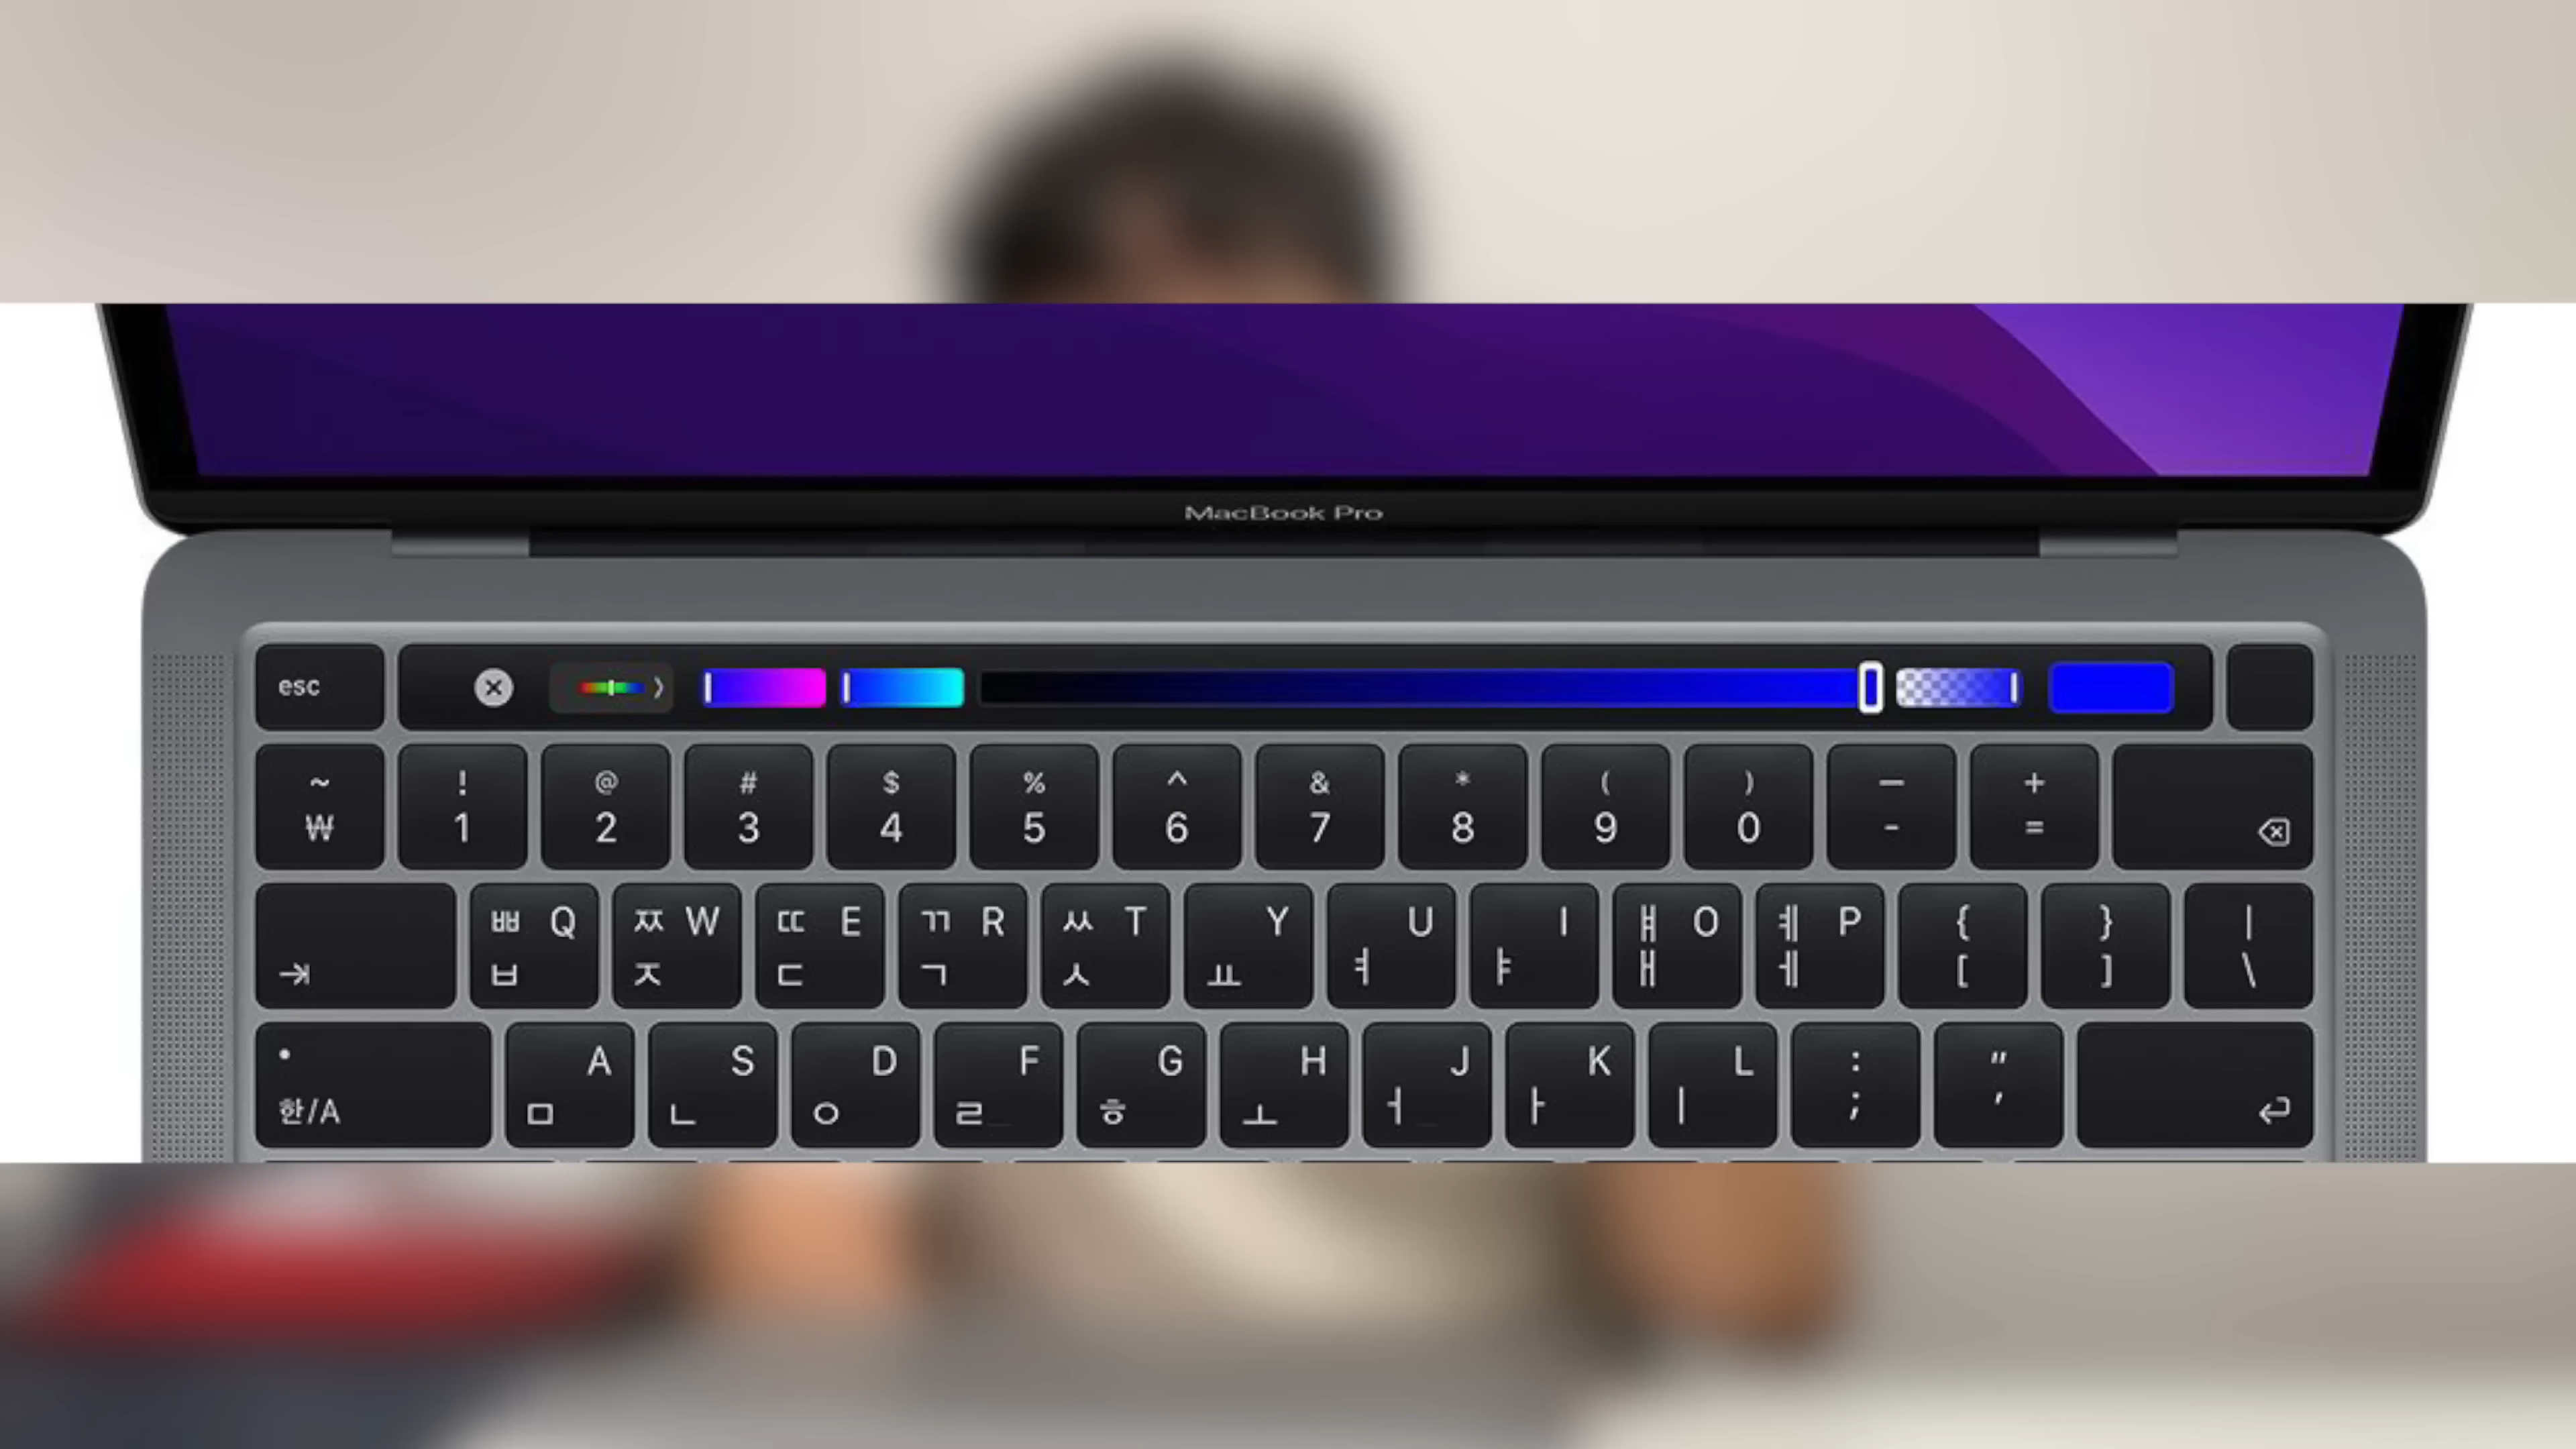 MacBook Pro
esc
~ ! @ # $ % ^ & * ( ) — +
₩ 1 2 3 4 5 6 7 8 9 0 - =
ㅃ Q ㅉ W ㄸ E ㄲ R ㅆ T Y U I ㅒ O ㅖ P { } |
ㅂ ㅈ ㄷ ㄱ ㅅ ㅛ ㅕ ㅑ ㅐ ㅔ [ ] \
A S D F G H J K L : "
한/A ㅁ ㄴ ㅇ ㄹ ㅎ ㅗ ㅓ ㅏ ㅣ ; '